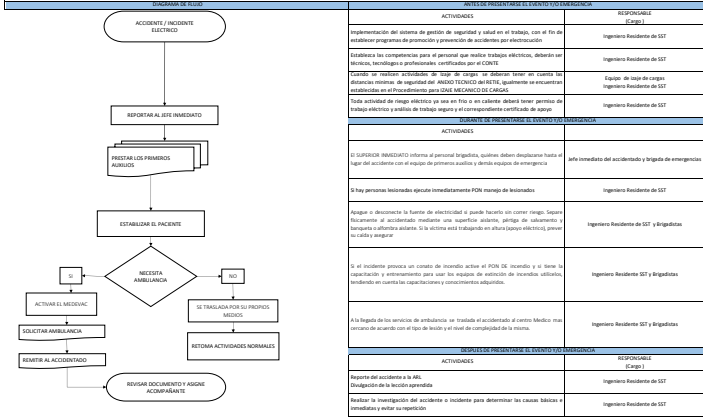 DIAGRAMA DE FLUJO
ACCIDENTE / INCIDENTE
ELECTRICO
REPORTAR AL JEFE INMEDIATO
PRESTAR LOS PRIMEROS
AUXILIOS
ESTABILIZAR EL PACIENTE
NECESITA
AMBULANCIA
SI
NO
ACTIVAR EL MEDEVAC
SE TRASLADA POR SU PROPIOS
MEDIOS
SOLICITAR AMBULANCIA
RETOMA ACTIVIDADES NORMALES
REMITIR AL ACCIDENTADO
REVISAR DOCUMENTO Y ASIGNE
ACOMPAÑANTE
ANTES DE PRESENTARSE EL EVENTO Y/O EMERGENCIA
ACTIVIDADES
RESPONSABLE
(Cargo )
Implementación del sistema de gestión de seguridad y salud en el trabajo, con el fin de
establecer programas de promoción y prevención de accidentes por electrocución
Ingeniero Residente de SST
Establezca las competencias para el personal que realice trabajos eléctricos, deberán ser
técnicos, tecnólogos o profesionales certificados por el CONTE
Ingeniero Residente de SST
Cuando se realicen actividades de izaje de cargas se deberan tener en cuenta las
distancias minimas de seguridad del ANEXO TECNICO del RETIE, igualmente se encuentran
establecidas en el Procedimiento para IZAJE MECANICO DE CARGAS
Equipo de izaje de cargas
Ingeniero Residente de SST
Toda actividad de riesgo eléctrico ya sea en frio o en caliente deberá tener permiso de
trabajo eléctrico y análisis de trabajo seguro y el correspondiente certificado de apoyo
Ingeniero Residente de SST
DURANTE DE PRESENTARSE EL EVENTO Y/O EMERGENCIA
ACTIVIDADES
El SUPERIOR INMEDIATO informa al personal brigadista, quiénes deben desplazarse hasta el
lugar del accidente con el equipo de primeros auxilios y demás equipos de emergencia
Jefe inmediato del accidentado y brigada de emergencias
Si hay personas lesionadas ejecute inmediatamente PON manejo de lesionados
Ingeniero Residente de SST
Apague o desconecte la fuente de electricidad si puede hacerlo sin correr riesgo. Separe
físicamente al accidentado mediante una superficie aislante, pértiga de salvamento y
banqueta o alfombra aislante. Si la víctima está trabajando en altura (apoyo eléctrico), prever
su caída y asegurar
Ingeniero Residente de SST y Brigadistas
Si el incidente provoca un conato de incendio active el PON DE incendio y si tiene la
capacitación y entrenamiento para usar los equipos de extinción de incendios utilícelos,
tendiendo en cuenta las capacitaciones y conocimientos adquiridos.
Ingeniero Residente SST y Brigadistas
A la llegada de los servicios de ambulancia se traslada el accidentado al centro Medico mas
cercano de acuerdo con el tipo de lesión y el nivel de complejidad de la misma.
Ingeniero Residente SST y Brigadistas
DESPUES DE PRESENTARSE EL EVENTO Y/O EMERGENCIA
ACTIVIDADES
RESPONSABLE
(Cargo )
Reporte del accidente a la ARL
Divulgación de la lección aprendida
Ingeniero Residente de SST
Realizar la investigación del accidente o incidente para determinar las causas básicas e
inmediatas y evitar su repetición
Ingeniero Residente de SST